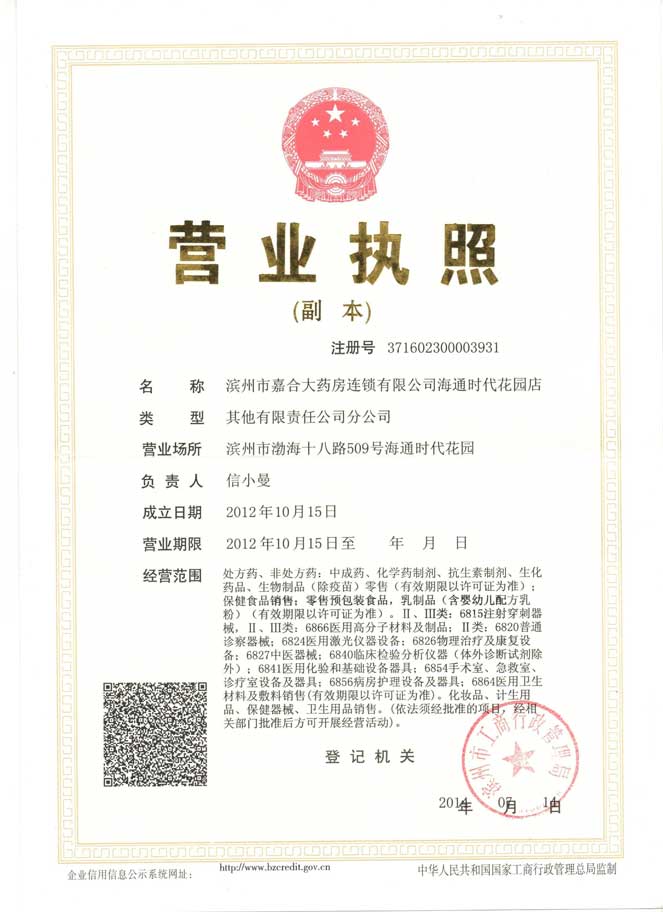 营业执照
(副 本)
注册号 371602300003931
名 称 滨州市嘉合大药房连锁有限公司海通时代花园店
类 型 其他有限责任公司分公司
营业场所 滨州市渤海十八路509号海通时代花园
负 责 人 信小曼
成立日期 2012年10月15日
营业期限 2012年10月15日至 年 月 日
经营范围 处方药、非处方药：中成药、化学药制剂、抗生素制剂、生化
药品、生物制品（除疫苗）零售（有效期限以许可证为准）；
保健食品销售；零售预包装食品，乳制品（含婴幼儿配方乳
粉）（有效期限以许可证为准）。Ⅱ、Ⅲ类：6815注射穿刺器
械，Ⅱ、Ⅲ类：6866医用高分子材料及制品；Ⅱ类：6820普通
诊察器械；6824医用激光仪器设备；6826物理治疗及康复设
备；6827中医器械；6840临床检验分析仪器（体外诊断试剂除
外）；6841医用化验和基础设备器具；6854手术室、急救室、
诊疗室设备及器具；6856病房护理设备及器具；6864医用卫生
材料及敷料销售(有效期限以许可证为准)。化妆品、计生用
品、保健器械、卫生用品销售。(依法须经批准的项目，经相
关部门批准后方可开展经营活动)。
登 记 机 关
滨州市工商行政管理局
2014年 07月 14日
企业信用信息公示系统网址： http://www.bzcredit.gov.cn 中华人民共和国国家工商行政管理总局监制